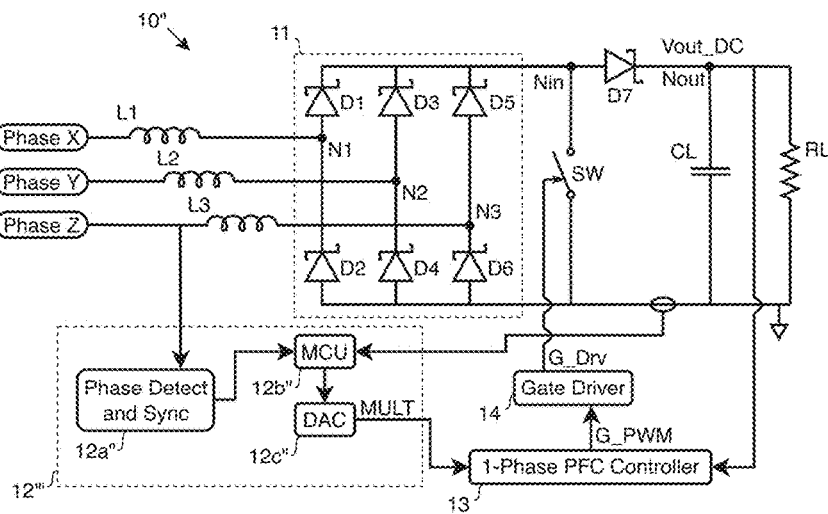 10"
11
Vout_DC
Nin
D7
Nout
D1
D3
D5
Phase X
L1
N1
L2
Phase Y
N2
SW
CL
RL
L3
Phase Z
N3
D2
D4
D6
MCU
12b"
G_Drv
Phase Detect
and Sync
Gate Driver
14
DAC
MULT
12a"
12c"
G_PWM
1-Phase PFC Controller
12'"
13